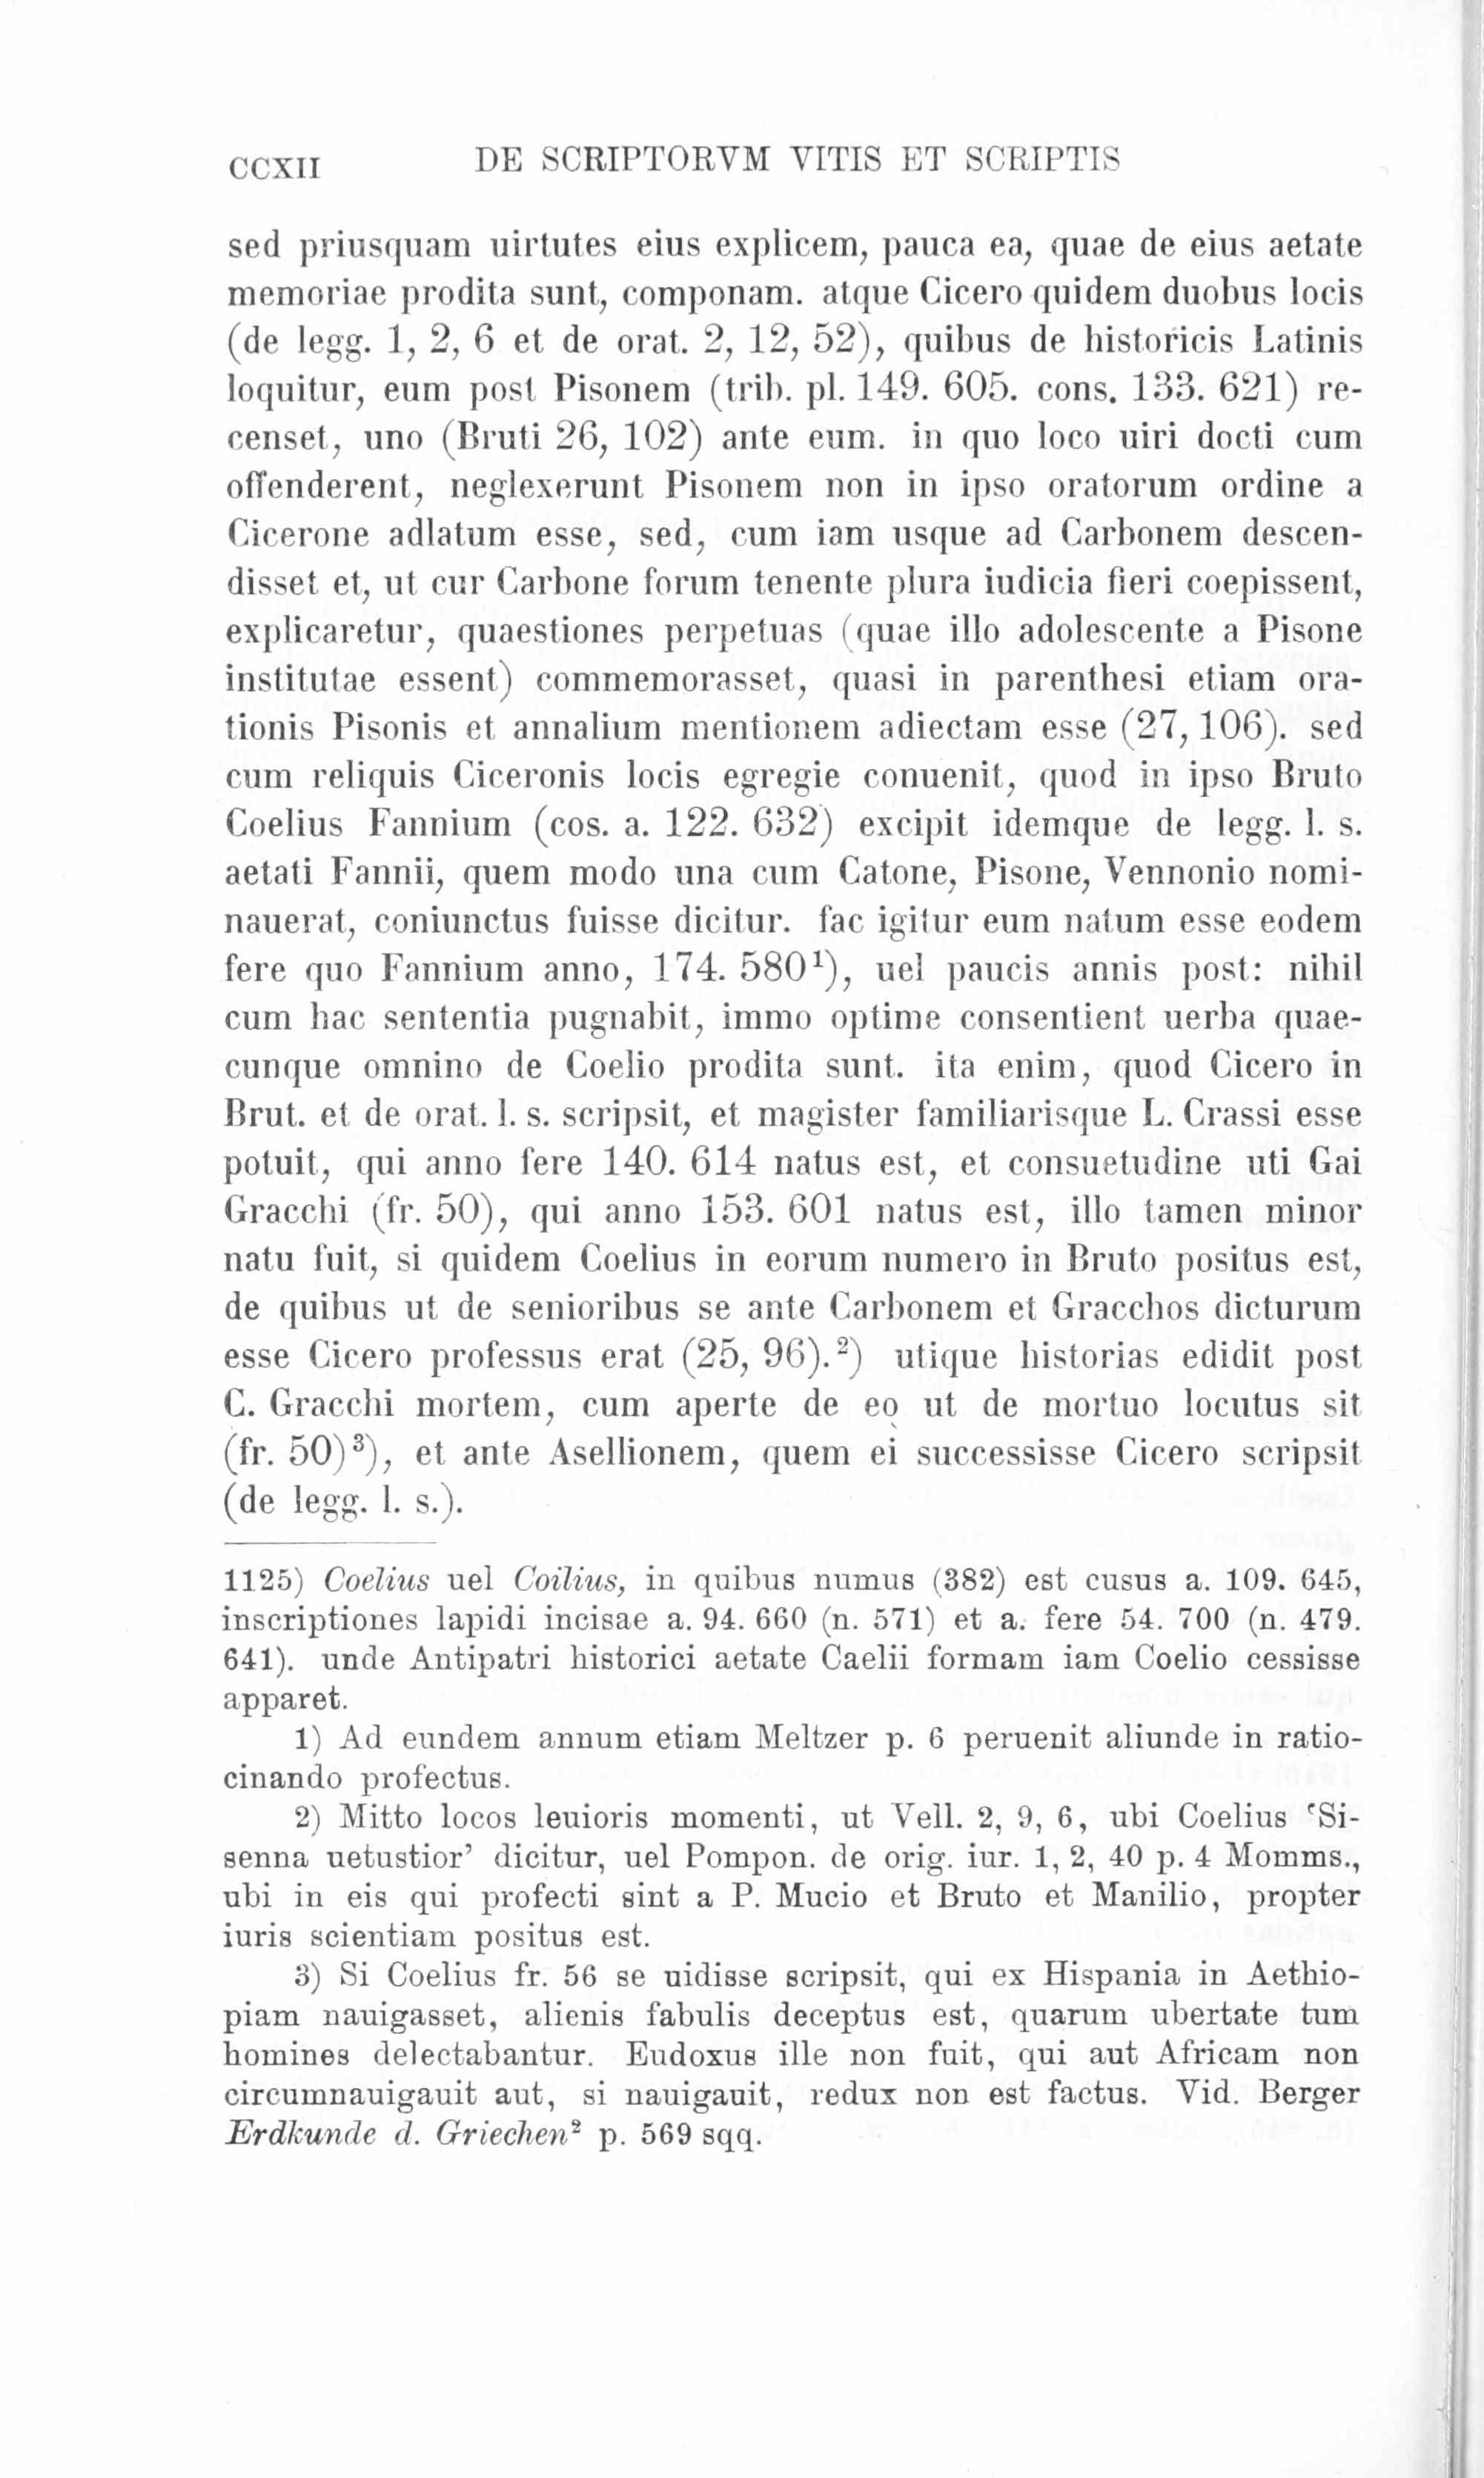 CCXII DE SCRIPTORVM VITIS ET SCRIPTIS
sed priusquam uirtutes eius explicem, pauca ea, quae de eius aetate
memoriae prodita sunt, componam. atque Cicero quidem duobus locis
(de legg. 1, 2, 6 et de orat. 2, 12, 52), quibus de historicis Latinis
loquitur, eum post Pisonem (trib. pl. 149. 605. cons. 133. 621) re-
censet, uno (Bruti 26, 102) ante eum. in quo loco uiri docti cum
offenderent, neglexerunt Pisonem non in ipso oratorum ordine a
Cicerone adlatum esse, sed, cum iam usque ad Carbonem descen-
disset et, ut cur Carbone forum tenente plura iudicia fieri coepissent,
explicaretur, quaestiones perpetuas (quae illo adolescente a Pisone
institutae essent) commemorasset, quasi in parenthesi etiam ora-
tionis Pisonis et annalium mentionem adiectam esse (27, 106). sed
cum reliquis Ciceronis locis egregie conuenit, quod in ipso Bruto
Coelius Fannium (cos. a. 122. 632) excipit idemque de legg. l. s.
aetati Fannii, quem modo una cum Catone, Pisone, Vennonio nomi-
nauerat, coniunctus fuisse dicitur. fac igitur eum natum esse eodem
fere quo Fannium anno, 174. 580¹), uel paucis annis post: nihil
cum hac sententia pugnabit, immo optime consentient uerba quae-
cunque omnino de Coelio prodita sunt. ita enim, quod Cicero in
Brut. et de orat. l. s. scripsit, et magister familiarisque L. Crassi esse
potuit, qui anno fere 140. 614 natus est, et consuetudine uti Gai
Gracchi (fr. 50), qui anno 153. 601 natus est, illo tamen minor
natu fuit, si quidem Coelius in eorum numero in Bruto positus est,
de quibus ut de senioribus se ante Carbonem et Gracchos dicturum
esse Cicero professus erat (25, 96).²) utique historias edidit post
C. Gracchi mortem, cum aperte de eo ut de mortuo locutus sit
(fr. 50)³), et ante Asellionem, quem ei successisse Cicero scripsit
(de legg. l. s.).
1125) Coelius uel Coilius, in quibus numus (382) est cusus a. 109. 645,
inscriptiones lapidi incisae a. 94. 660 (n. 571) et a. fere 54. 700 (n. 479.
641). unde Antipatri historici aetate Caelii formam iam Coelio cessisse
apparet.
1) Ad eundem annum etiam Meltzer p. 6 peruenit aliunde in ratio-
cinando profectus.
2) Mitto locos leuioris momenti, ut Vell. 2, 9, 6, ubi Coelius ‘Si-
senna uetustior’ dicitur, uel Pompon. de orig. iur. 1, 2, 40 p. 4 Momms.,
ubi in eis qui profecti sint a P. Mucio et Bruto et Manilio, propter
iuris scientiam positus est.
3) Si Coelius fr. 56 se uidisse scripsit, qui ex Hispania in Aethio-
piam nauigasset, alienis fabulis deceptus est, quarum ubertate tum
homines delectabantur. Eudoxus ille non fuit, qui aut Africam non
circumnauigauit aut, si nauigauit, redux non est factus. Vid. Berger
Erdkunde d. Griechen² p. 569 sqq.